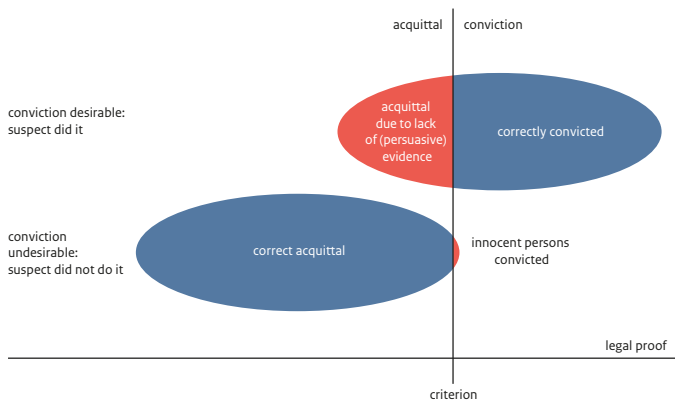 acquittal
conviction
conviction desirable:
suspect did it
acquittal
due to lack
of (persuasive)
evidence
correctly convicted
conviction
undesirable:
suspect did not do it
correct acquittal
innocent persons
convicted
legal proof
criterion